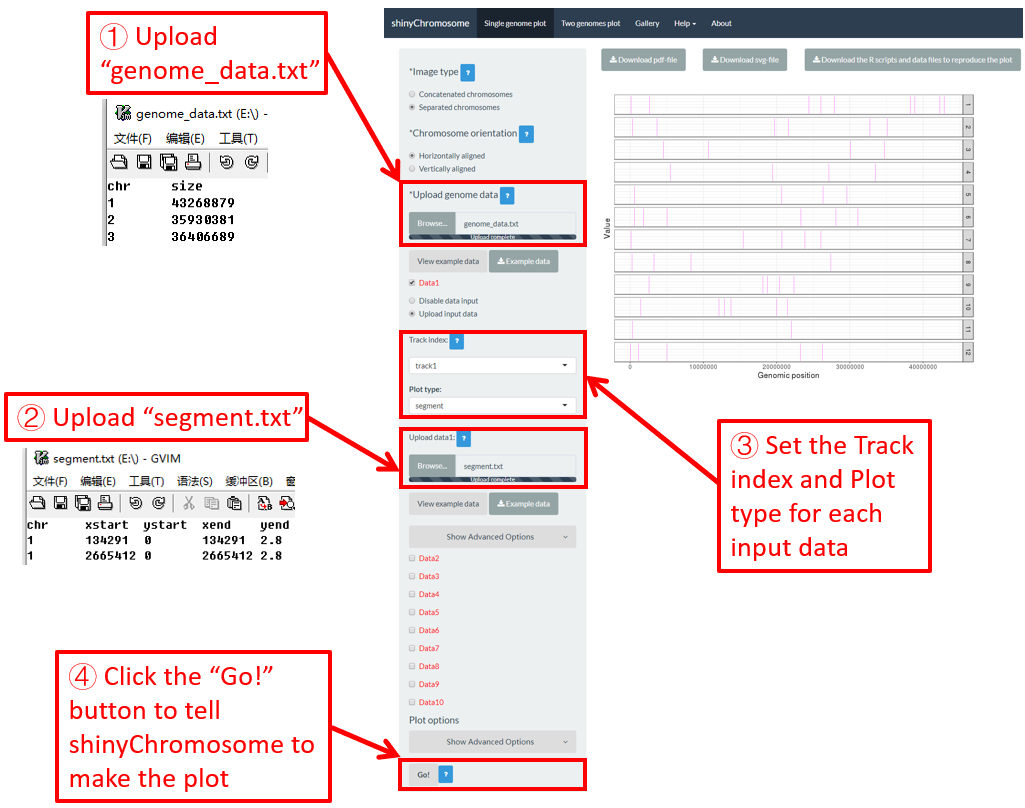 ① Upload
“genome_data.txt”
genome_data.txt (E:\) -
文件(F) 编辑(E) 工具(T)
chr size
1 43268879
2 35930381
3 36406689
② Upload “segment.txt”
segment.txt (E:\) - GVIM
文件(F) 编辑(E) 工具(T) 语法(S) 缓冲区(B)
chr xstart ystart xend yend
1 134291 0 134291 2.8
1 2665412 0 2665412 2.8
④ Click the “Go!”
button to tell
shinyChromosome to
make the plot
shinyChromosome Single genome plot Two genomes plot Gallery Help About
*Image type ?
Concatenated chromosomes
Separated chromosomes
*Chromosome orientation ?
Horizontally aligned
Vertically aligned
*Upload genome data ?
Browse... genome_data.txt
Upload complete
View example data Example data
Data1
Disable data input
Upload input data
Track index: ?
track1
Plot type:
segment
Upload data1: ?
Browse... segment.txt
Upload complete
View example data Example data
Show Advanced Options
Data2
Data3
Data4
Data5
Data6
Data7
Data8
Data9
Data10
Plot options
Show Advanced Options
Go! ?
Download pdf-file Download svg-file Download the R scripts and data files to reproduce the plot
Value
1
2
3
4
5
6
7
8
9
10
11
12
0 10000000 20000000 30000000 40000000
Genomic position
③ Set the Track
index and Plot
type for each
input data